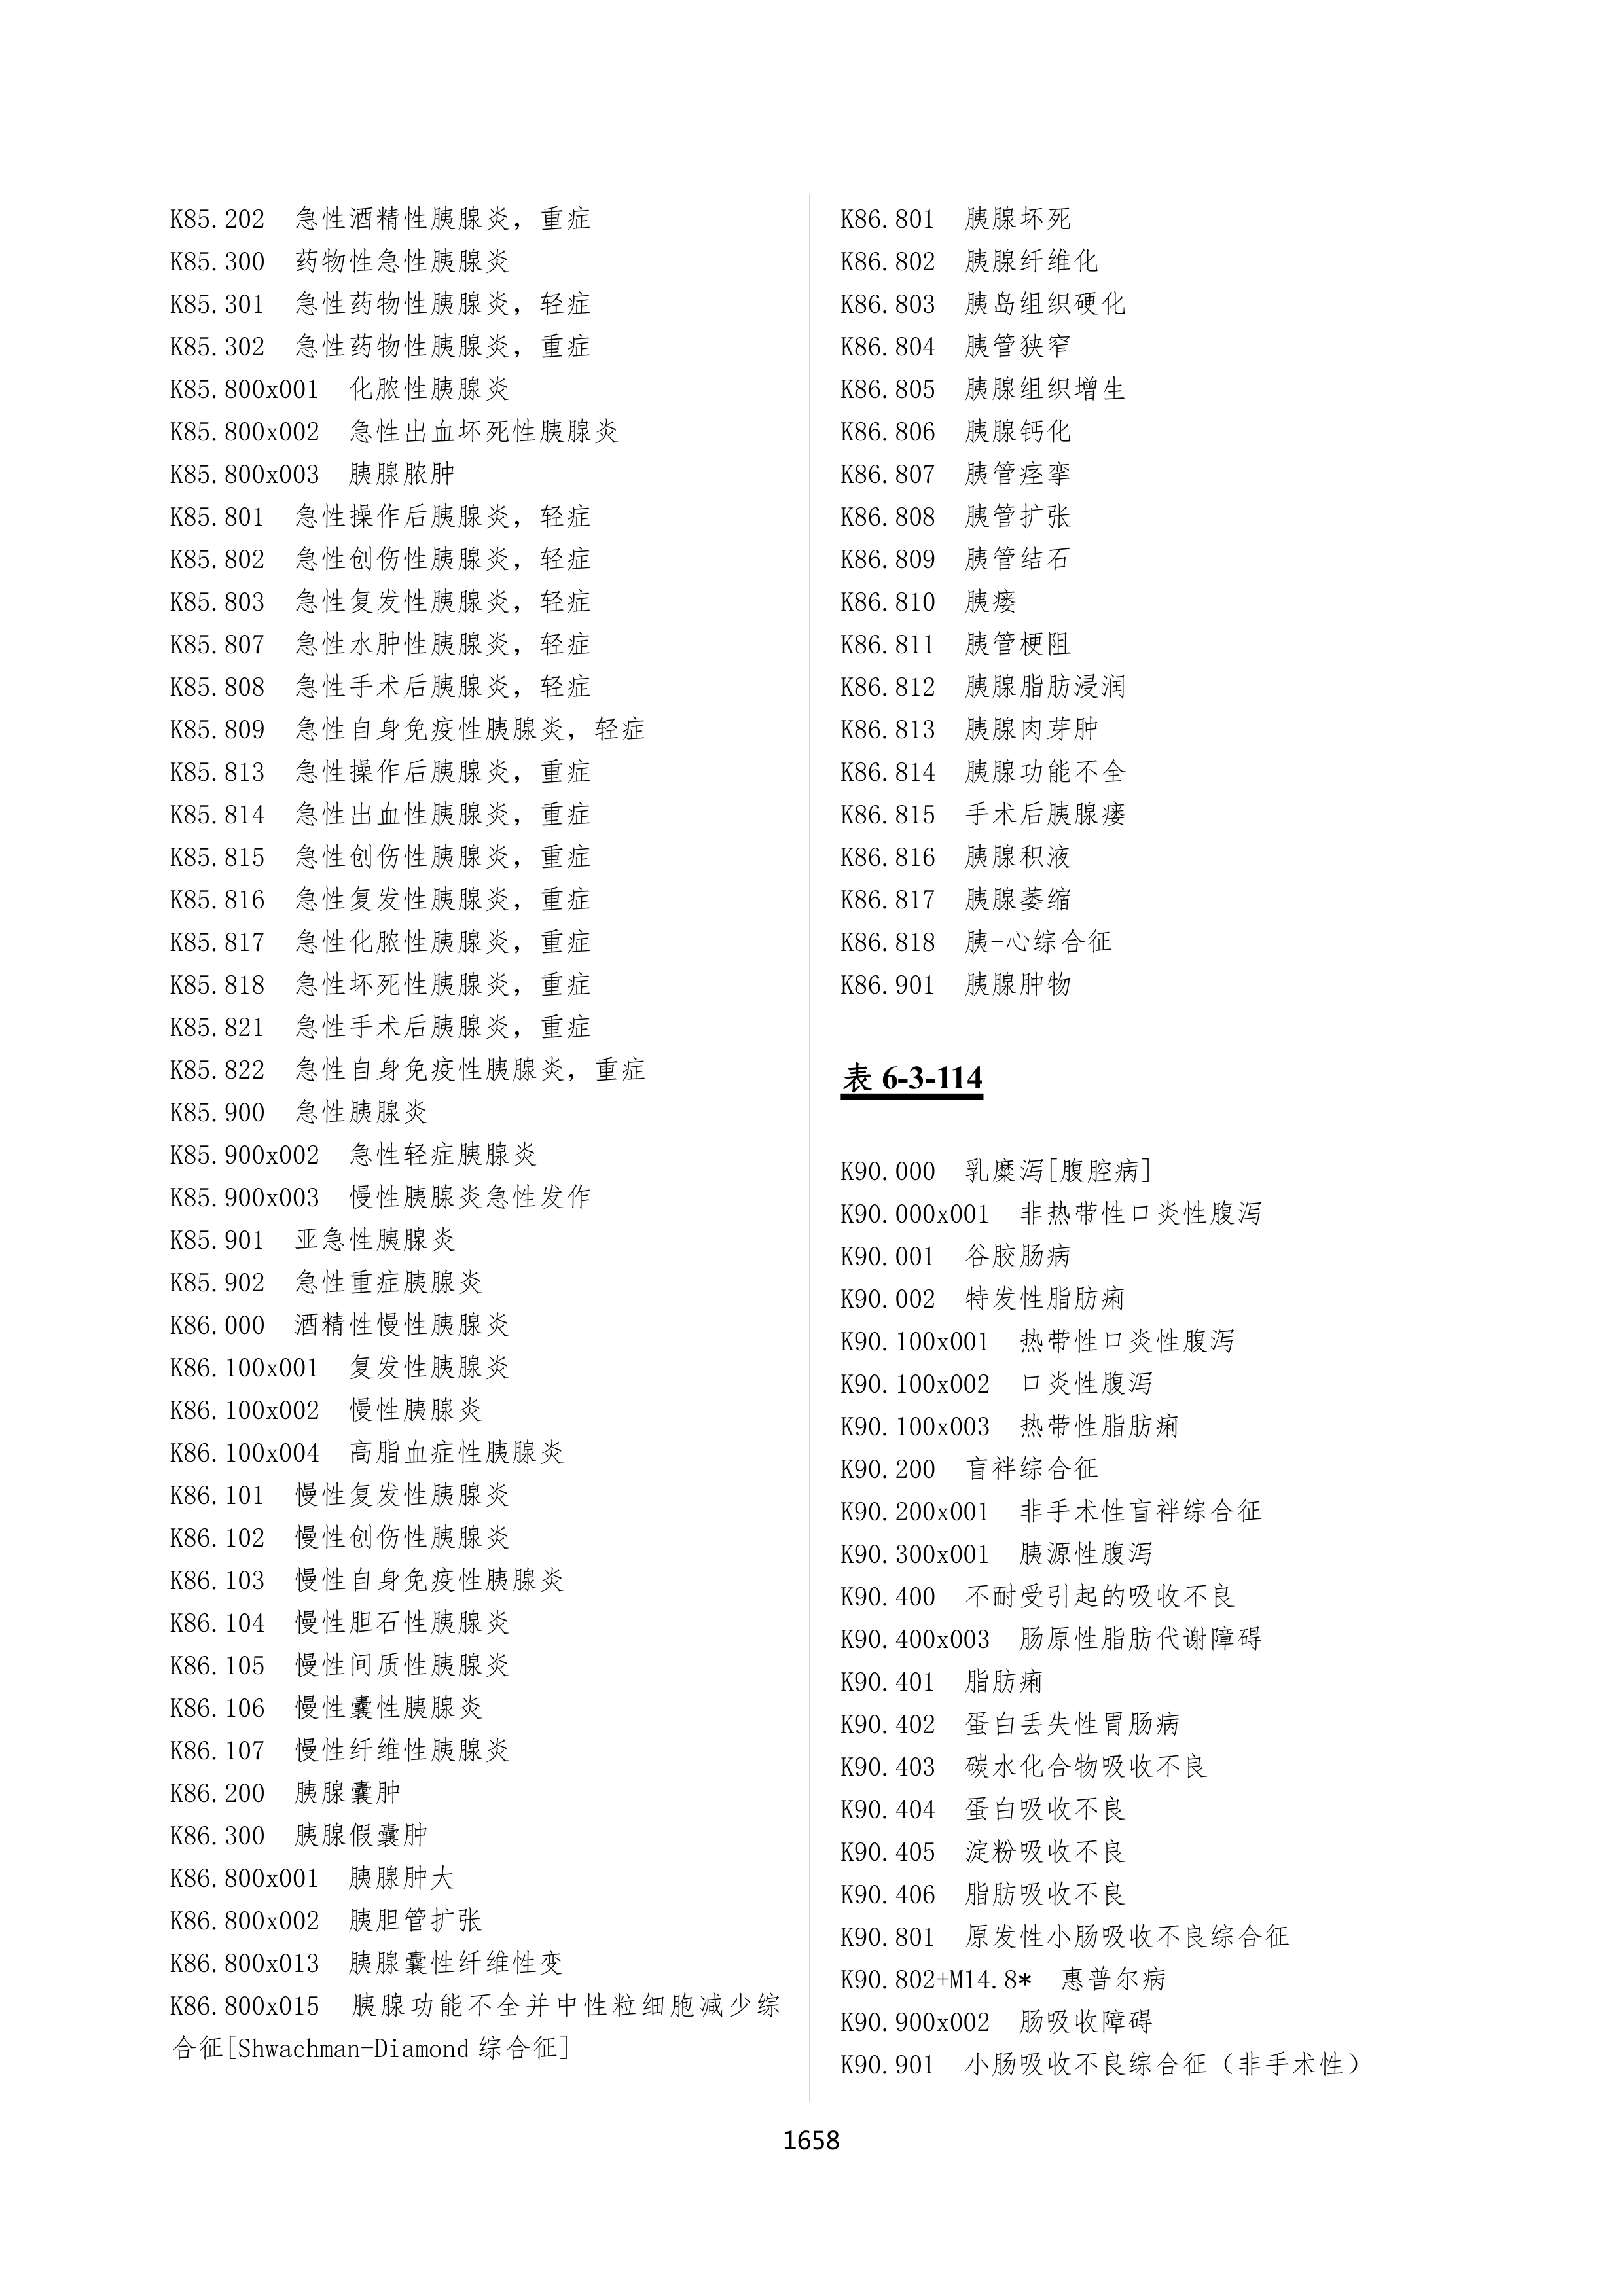 K85.202 急性酒精性胰腺炎，重症
K85.300 药物性急性胰腺炎
K85.301 急性药物性胰腺炎，轻症
K85.302 急性药物性胰腺炎，重症
K85.800x001 化脓性胰腺炎
K85.800x002 急性出血坏死性胰腺炎
K85.800x003 胰腺脓肿
K85.801 急性操作后胰腺炎，轻症
K85.802 急性创伤性胰腺炎，轻症
K85.803 急性复发性胰腺炎，轻症
K85.807 急性水肿性胰腺炎，轻症
K85.808 急性手术后胰腺炎，轻症
K85.809 急性自身免疫性胰腺炎，轻症
K85.813 急性操作后胰腺炎，重症
K85.814 急性出血性胰腺炎，重症
K85.815 急性创伤性胰腺炎，重症
K85.816 急性复发性胰腺炎，重症
K85.817 急性化脓性胰腺炎，重症
K85.818 急性坏死性胰腺炎，重症
K85.821 急性手术后胰腺炎，重症
K85.822 急性自身免疫性胰腺炎，重症
K85.900 急性胰腺炎
K85.900x002 急性轻症胰腺炎
K85.900x003 慢性胰腺炎急性发作
K85.901 亚急性胰腺炎
K85.902 急性重症胰腺炎
K86.000 酒精性慢性胰腺炎
K86.100x001 复发性胰腺炎
K86.100x002 慢性胰腺炎
K86.100x004 高脂血症性胰腺炎
K86.101 慢性复发性胰腺炎
K86.102 慢性创伤性胰腺炎
K86.103 慢性自身免疫性胰腺炎
K86.104 慢性胆石性胰腺炎
K86.105 慢性间质性胰腺炎
K86.106 慢性囊性胰腺炎
K86.107 慢性纤维性胰腺炎
K86.200 胰腺囊肿
K86.300 胰腺假囊肿
K86.800x001 胰腺肿大
K86.800x002 胰胆管扩张
K86.800x013 胰腺囊性纤维性变
K86.800x015 胰腺功能不全并中性粒细胞减少综
合征[Shwachman-Diamond 综合征]
K86.801 胰腺坏死
K86.802 胰腺纤维化
K86.803 胰岛组织硬化
K86.804 胰管狭窄
K86.805 胰腺组织增生
K86.806 胰腺钙化
K86.807 胰管痉挛
K86.808 胰管扩张
K86.809 胰管结石
K86.810 胰瘘
K86.811 胰管梗阻
K86.812 胰腺脂肪浸润
K86.813 胰腺肉芽肿
K86.814 胰腺功能不全
K86.815 手术后胰腺瘘
K86.816 胰腺积液
K86.817 胰腺萎缩
K86.818 胰-心综合征
K86.901 胰腺肿物
表 6-3-114
K90.000 乳糜泻[腹腔病]
K90.000x001 非热带性口炎性腹泻
K90.001 谷胶肠病
K90.002 特发性脂肪痢
K90.100x001 热带性口炎性腹泻
K90.100x002 口炎性腹泻
K90.100x003 热带性脂肪痢
K90.200 盲袢综合征
K90.200x001 非手术性盲袢综合征
K90.300x001 胰源性腹泻
K90.400 不耐受引起的吸收不良
K90.400x003 肠原性脂肪代谢障碍
K90.401 脂肪痢
K90.402 蛋白丢失性胃肠病
K90.403 碳水化合物吸收不良
K90.404 蛋白吸收不良
K90.405 淀粉吸收不良
K90.406 脂肪吸收不良
K90.801 原发性小肠吸收不良综合征
K90.802+M14.8* 惠普尔病
K90.900x002 肠吸收障碍
K90.901 小肠吸收不良综合征（非手术性）
1658